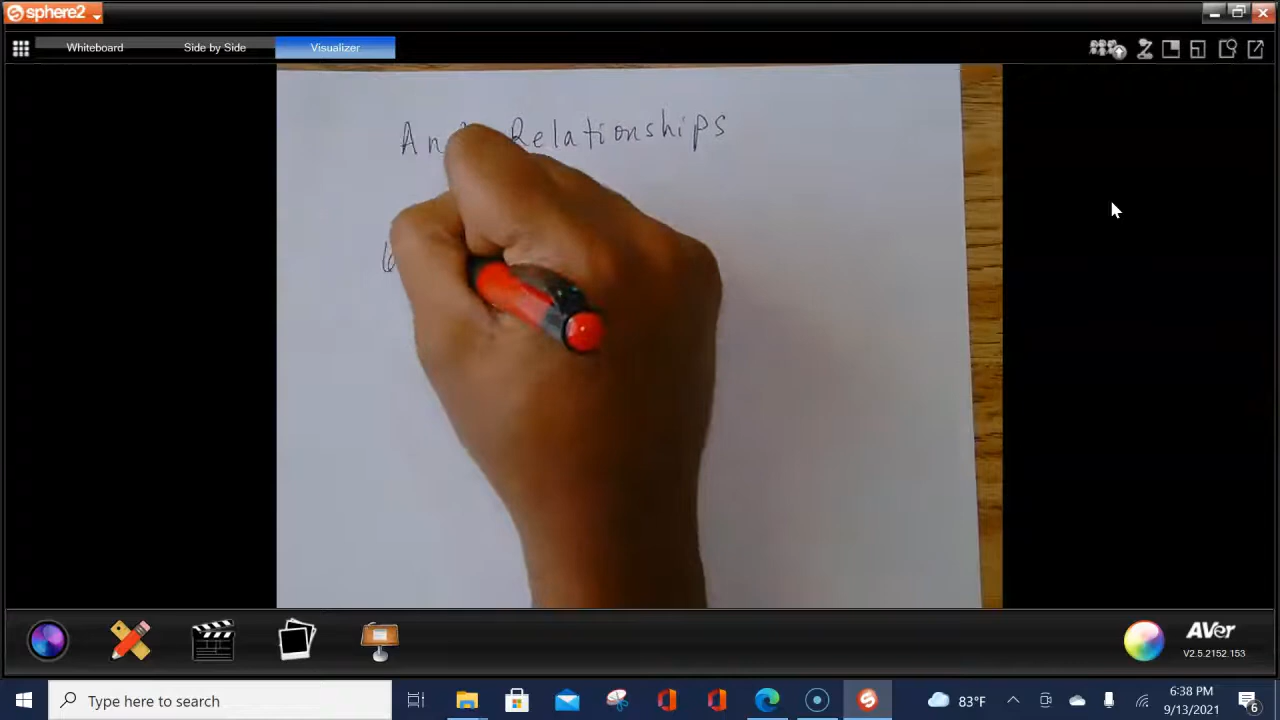 sphere2
Whiteboard Side by Side Visualizer
Relationships
AVer
V2.5.2152.153
Type here to search
83°F
6:38 PM
9/13/2021
6